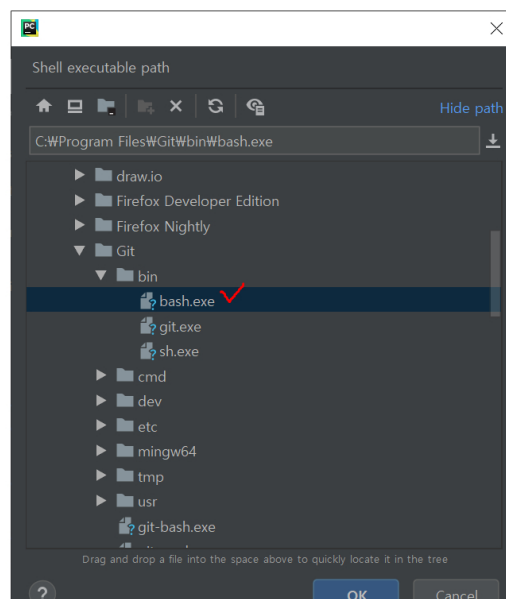 PC
Shell executable path
Hide path
C:₩Program Files₩Git₩bin₩bash.exe
draw.io
Firefox Developer Edition
Firefox Nightly
Git
bin
bash.exe
git.exe
sh.exe
cmd
dev
etc
mingw64
tmp
usr
git-bash.exe
Drag and drop a file into the space above to quickly locate it in the tree
?
OK
Cancel